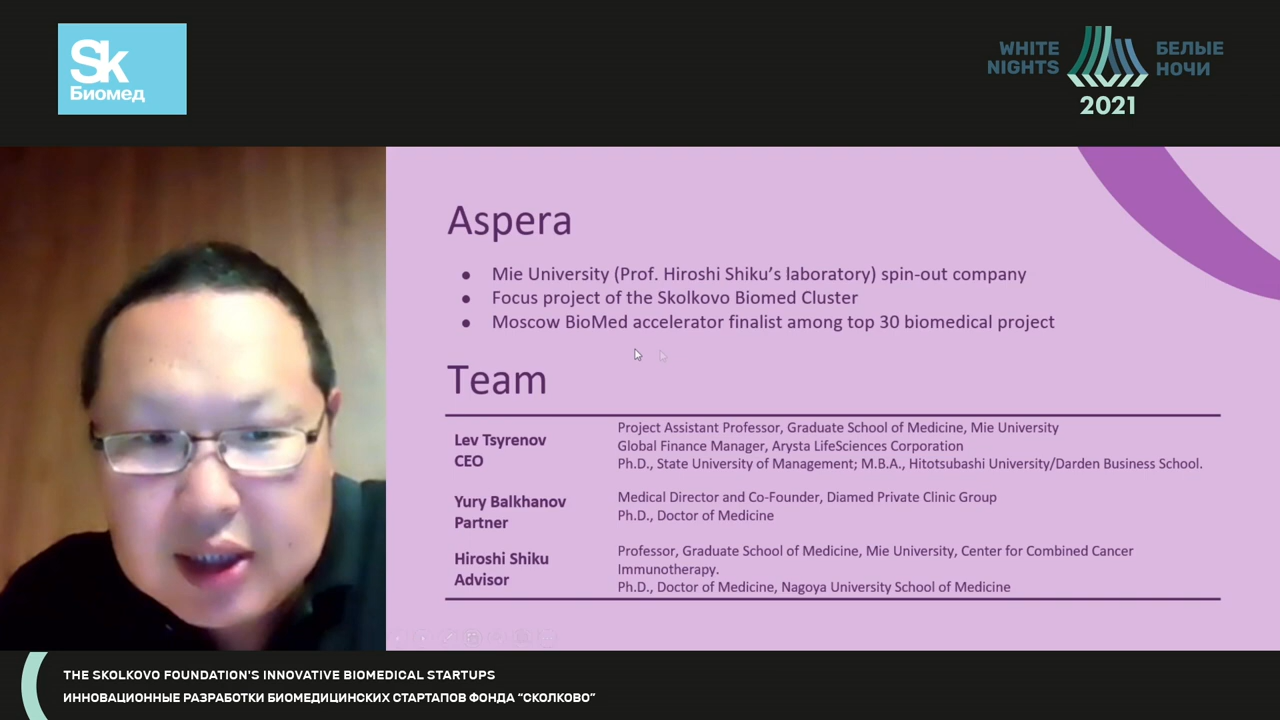 Sk
Биомед
WHITE
NIGHTS
БЕЛЫЕ
НОЧИ
2021
Aspera
● Mie University (Prof. Hiroshi Shiku’s laboratory) spin-out company
● Focus project of the Skolkovo Biomed Cluster
● Moscow BioMed accelerator finalist among top 30 biomedical project
Team
Lev Tsyrenov
CEO
Project Assistant Professor, Graduate School of Medicine, Mie University
Global Finance Manager, Arysta LifeSciences Corporation
Ph.D., State University of Management; M.B.A., Hitotsubashi University/Darden Business School.
Yury Balkhanov
Partner
Medical Director and Co-Founder, Diamed Private Clinic Group
Ph.D., Doctor of Medicine
Hiroshi Shiku
Advisor
Professor, Graduate School of Medicine, Mie University, Center for Combined Cancer
Immunotherapy.
Ph.D., Doctor of Medicine, Nagoya University School of Medicine
THE SKOLKOVO FOUNDATION'S INNOVATIVE BIOMEDICAL STARTUPS
ИННОВАЦИОННЫЕ РАЗРАБОТКИ БИОМЕДИЦИНСКИХ СТАРТАПОВ ФОНДА "СКОЛКОВО"